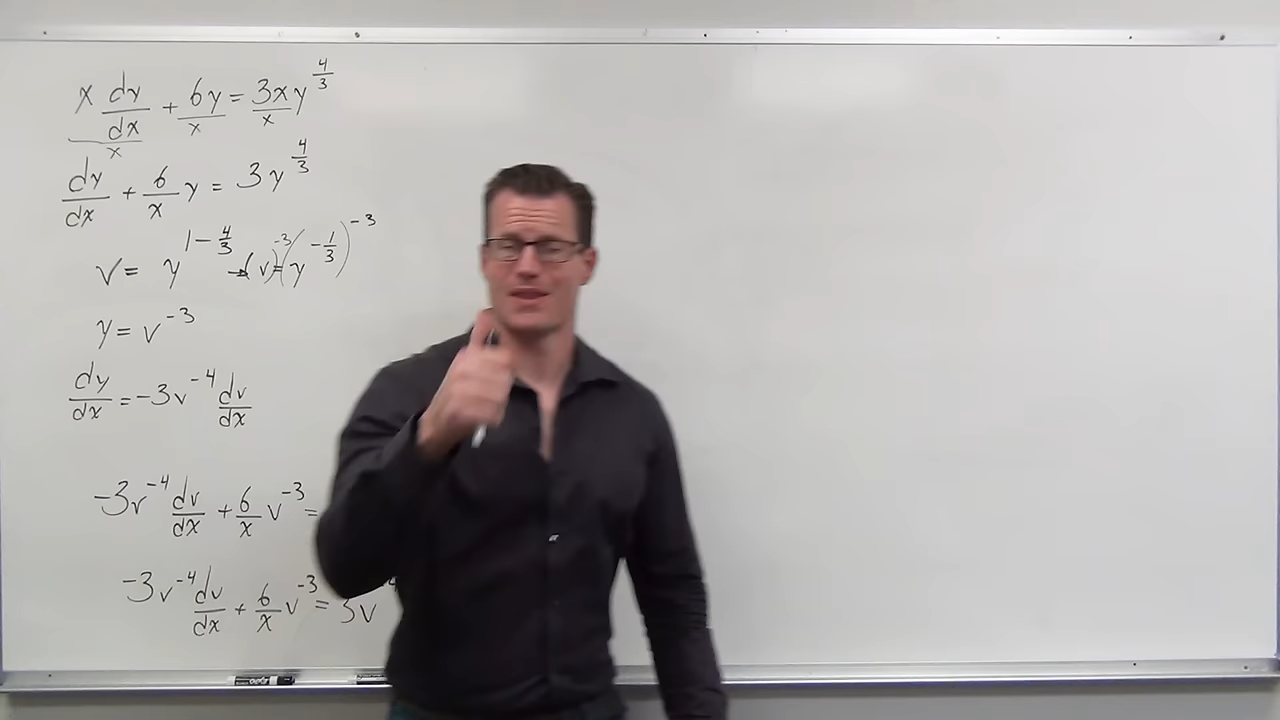 x dy/dx + 6y = 3xy^(4/3)
x x x
dy/dx + 6/x y = 3y^(4/3)
v = y^(1 - 4/3) → (v)^(-3) = (y^(-1/3))^(-3)
y = v^(-3)
dy/dx = -3v^(-4) dv/dx
-3v^(-4) dv/dx + 6/x v^(-3) =
-3v^(-4) dv/dx + 6/x v^(-3) = 3v
EXPO